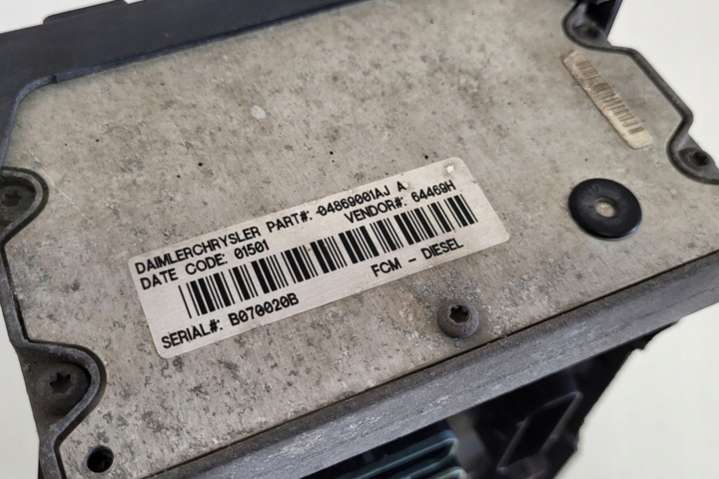 DAIMLERCHRYSLER PART#: 04869001AJ A
DATE CODE: 01501 VENDOR#: 64469H
SERIAL#: B070020B FCM - DIESEL